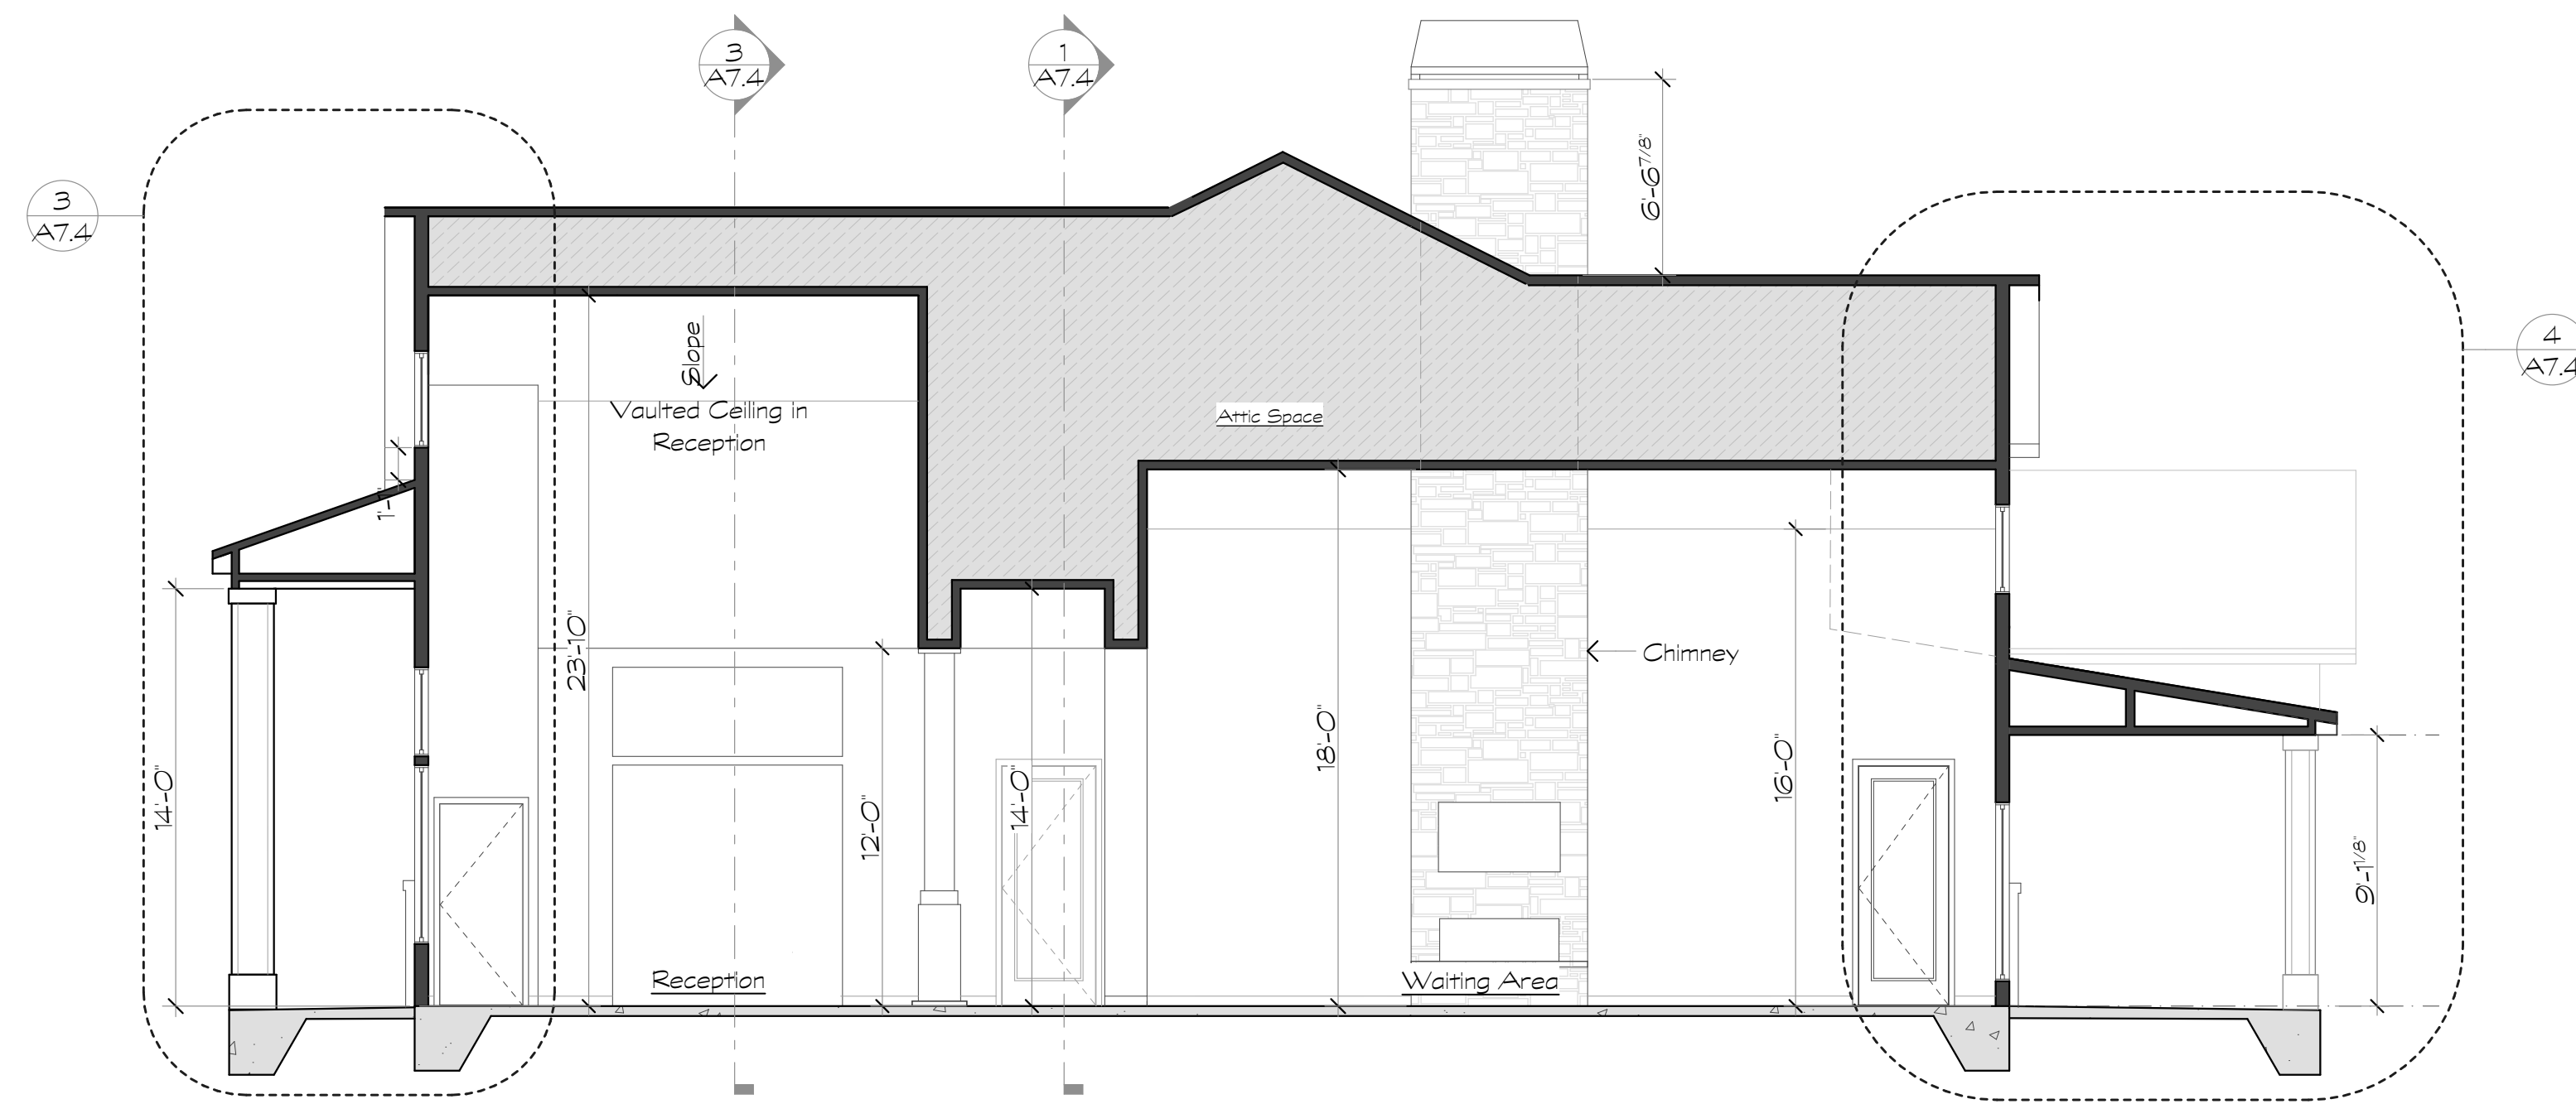 3
A7.4
1
A7.4
3
A7.4
6'-6 7/8"
4
A7.4
Slope
Vaulted Ceiling in
Reception
Attic Space
1'-1"
23'-10"
Chimney
14'-0"
12'-0"
14'-0"
18'-0"
16'-0"
9'-1 1/8"
Reception
Waiting Area